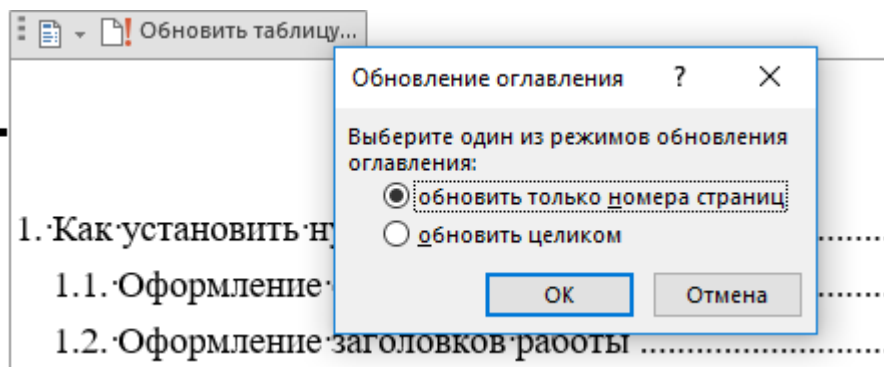 Обновить таблицу...
Обновление оглавления ? ×
Выберите один из режимов обновления
оглавления:
обновить только номера страниц
обновить целиком
ОК Отмена
1.·Как·установить·
1.1.·Оформление·
1.2.·Оформление·заголовков·работы